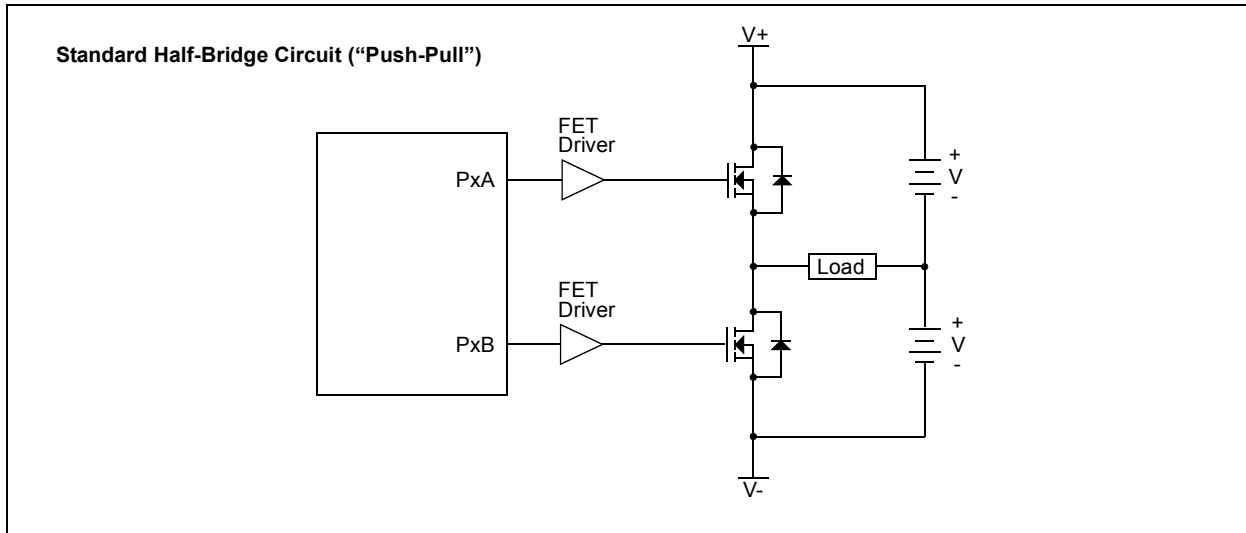 Standard Half-Bridge Circuit (“Push-Pull”)
V+
FET
Driver
PxA
+
V
-
Load
FET
Driver
PxB
+
V
-
V-